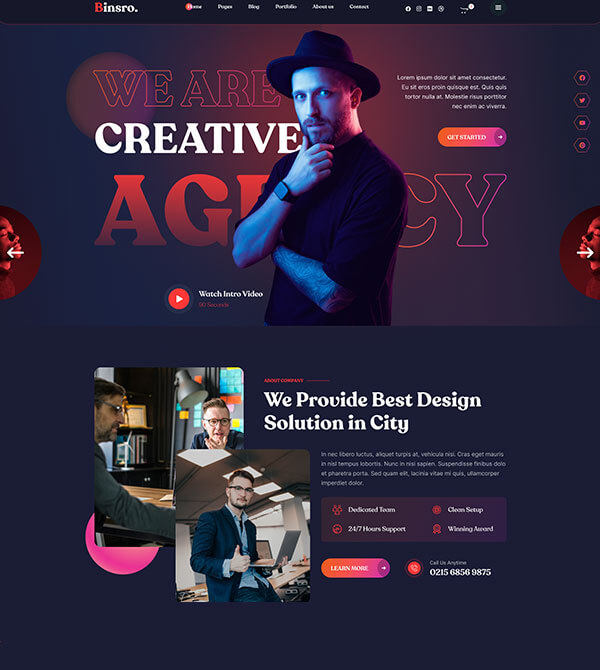 Binsro.
Home Pages Blog Portfolio About us Contact
WE ARE
CREATIVE
AGENCY
Lorem ipsum dolor sit amet consectetur.
Eu sit eros proin quisque est. Quis quis
tortor nulla at. Molestie risus porttitor
nec enim ac viverra.
GET STARTED
Watch Intro Video
90 Seconds
ABOUT COMPANY
We Provide Best Design
Solution in City
In nec libero luctus, aliquet turpis at, vehicula nisi. Cras eget mauris
in nisl tempus lobortis. Nunc in nisi sapien. Suspendisse finibus dolo
et pharetra porta. Sed quam elit, lacinia vitae mi quis, ullamcorper
imperdiet dolor.
Dedicated Team
Clean Setup
24/7 Hours Support
Winning Award
LEARN MORE
Call Us Anytime
0215 6856 9875